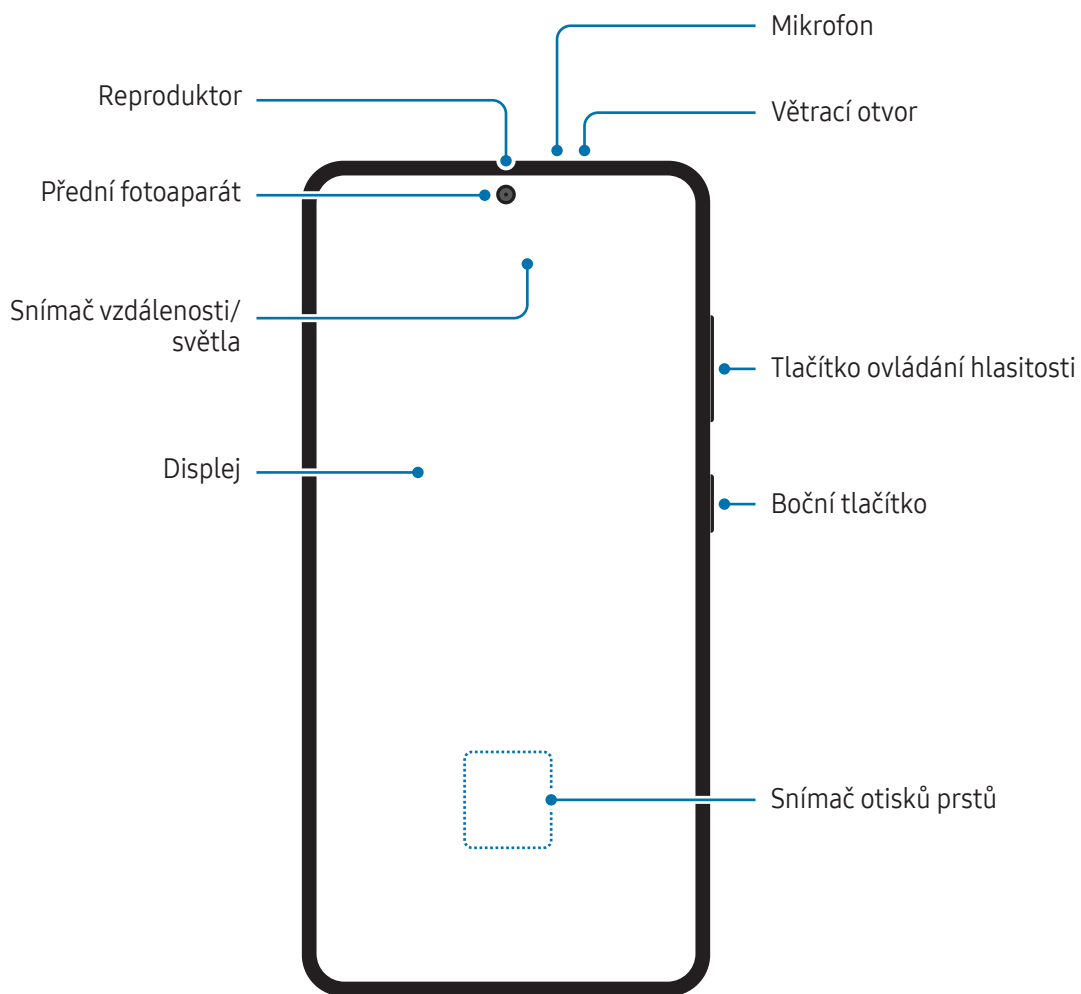 Mikrofon
Reproduktor
Větrací otvor
Přední fotoaparát
Snímač vzdálenosti/
světla
Tlačítko ovládání hlasitosti
Displej
Boční tlačítko
Snímač otisků prstů